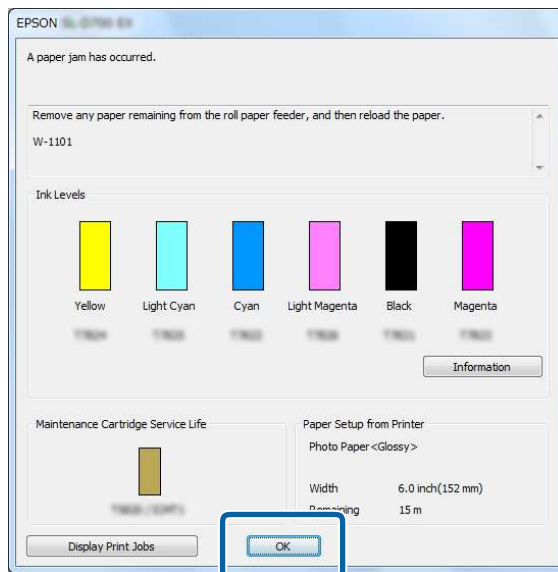 EPSON
A paper jam has occurred.
Remove any paper remaining from the roll paper feeder, and then reload the paper.
W-1101
Ink Levels
Yellow Light Cyan Cyan Light Magenta Black Magenta
Information
Maintenance Cartridge Service Life
Paper Setup from Printer
Photo Paper<Glossy>
Width 6.0 inch(152 mm)
Remaining 15 m
Display Print Jobs
OK